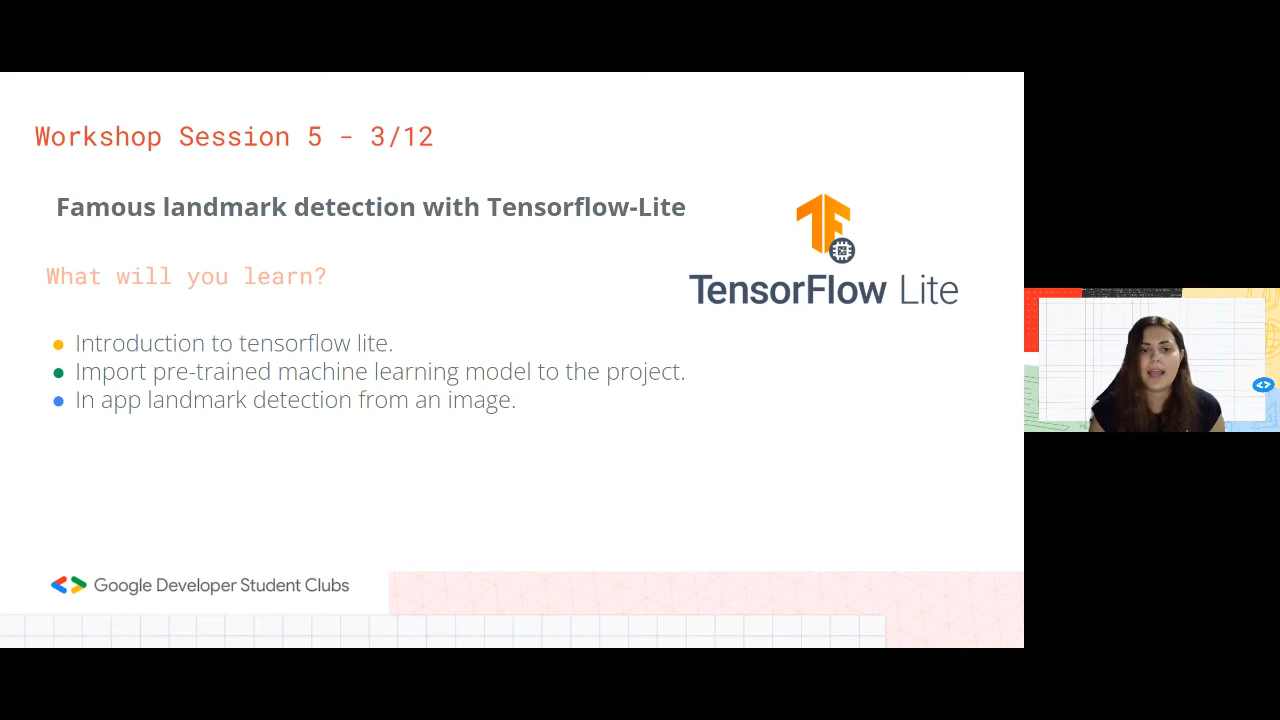 Workshop Session 5 - 3/12
Famous landmark detection with Tensorflow-Lite
What will you learn?
TensorFlow Lite
Introduction to tensorflow lite.
Import pre-trained machine learning model to the project.
In app landmark detection from an image.
Google Developer Student Clubs